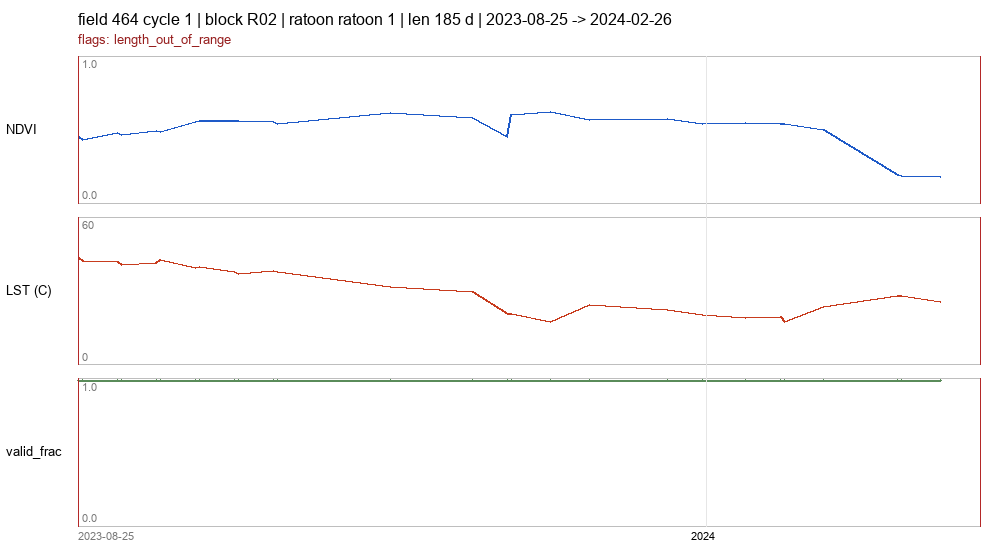 field 464 cycle 1 | block R02 | ratoon ratoon 1 | len 185 d | 2023-08-25 -> 2024-02-26
flags: length_out_of_range
1.0
NDVI
0.0
60
LST (C)
0
1.0
valid_frac
0.0
2023-08-25 2024